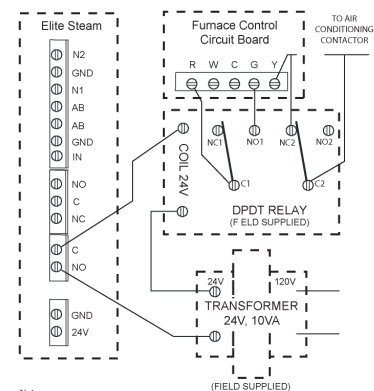 Elite Steam
N2
GND
N1
AB
AB
GND
IN
NO
C
NC
C
NO
GND
24V
Furnace Control
Circuit Board
R W C G Y
TO AIR
CONDITIONING
CONTACTOR
COIL 24V
NC1
NO1
NC2
NO2
C1
C2
DPDT RELAY
(F ELD SUPPLIED)
24V
120V
TRANSFORMER
24V, 10VA
(FIELD SUPPLIED)